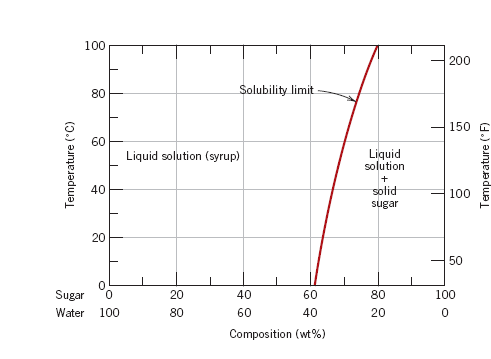 100
80
60
40
20
0
Temperature (°C)
200
150
100
50
Temperature (°F)
Solubility limit
Liquid solution (syrup)
Liquid
solution
+
solid
sugar
Sugar 0 20 40 60 80 100
Water 100 80 60 40 20 0
Composition (wt%)